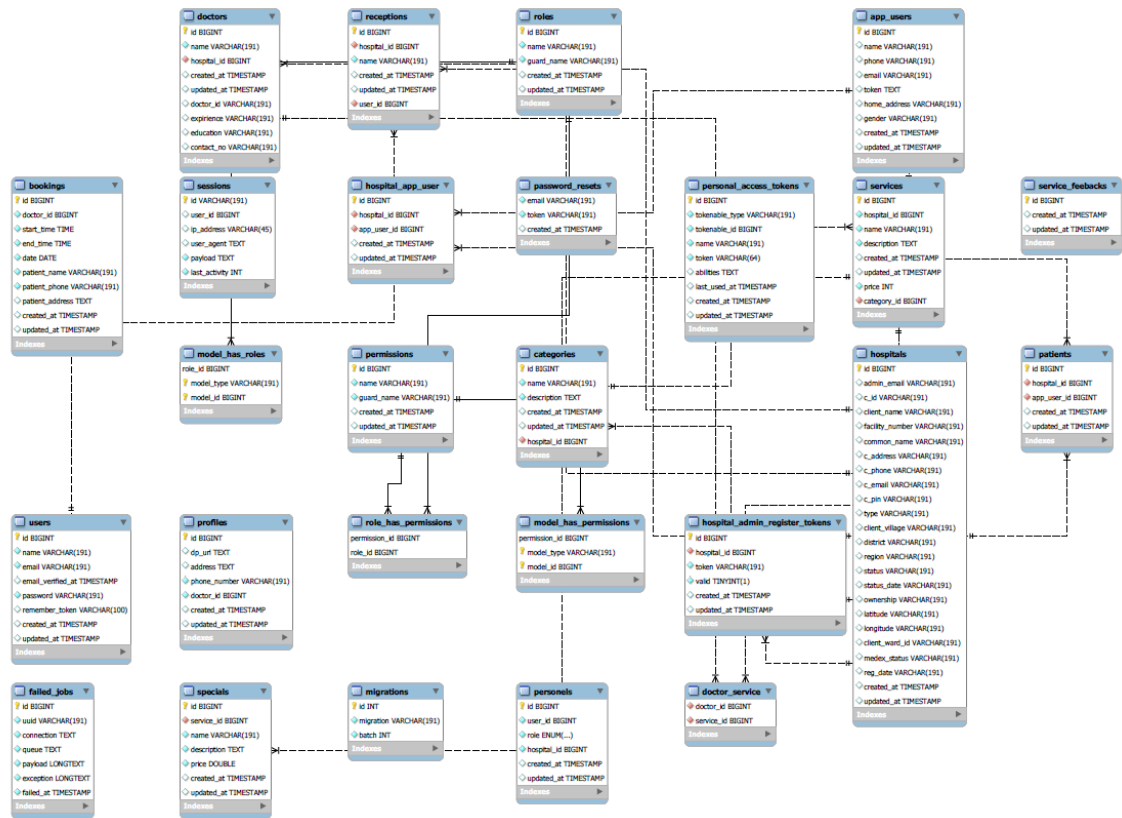 doctors
id BIGINT
name VARCHAR(191)
hospital_id BIGINT
created_at TIMESTAMP
updated_at TIMESTAMP
doctor_id VARCHAR(191)
expirience VARCHAR(191)
education VARCHAR(191)
contact_no VARCHAR(191)
Indexes
receptions
id BIGINT
hospital_id BIGINT
name VARCHAR(191)
created_at TIMESTAMP
updated_at TIMESTAMP
user_id BIGINT
Indexes
roles
id BIGINT
name VARCHAR(191)
guard_name VARCHAR(191)
created_at TIMESTAMP
updated_at TIMESTAMP
Indexes
app_users
id BIGINT
name VARCHAR(191)
phone VARCHAR(191)
email VARCHAR(191)
token TEXT
home_address VARCHAR(191)
gender VARCHAR(191)
created_at TIMESTAMP
updated_at TIMESTAMP
Indexes
bookings
id BIGINT
doctor_id BIGINT
start_time TIME
end_time TIME
date DATE
patient_name VARCHAR(191)
patient_phone VARCHAR(191)
patient_address TEXT
created_at TIMESTAMP
updated_at TIMESTAMP
Indexes
sessions
id VARCHAR(191)
user_id BIGINT
ip_address VARCHAR(45)
user_agent TEXT
payload TEXT
last_activity INT
Indexes
hospital_app_user
id BIGINT
hospital_id BIGINT
app_user_id BIGINT
created_at TIMESTAMP
updated_at TIMESTAMP
Indexes
password_resets
email VARCHAR(191)
token VARCHAR(191)
created_at TIMESTAMP
Indexes
personal_access_tokens
id BIGINT
tokenable_type VARCHAR(191)
tokenable_id BIGINT
name VARCHAR(191)
token VARCHAR(64)
abilities TEXT
last_used_at TIMESTAMP
created_at TIMESTAMP
updated_at TIMESTAMP
Indexes
services
id BIGINT
hospital_id BIGINT
name VARCHAR(191)
description TEXT
created_at TIMESTAMP
updated_at TIMESTAMP
price INT
category_id BIGINT
Indexes
service_feebacks
id BIGINT
created_at TIMESTAMP
updated_at TIMESTAMP
Indexes
model_has_roles
role_id BIGINT
model_type VARCHAR(191)
model_id BIGINT
Indexes
permissions
id BIGINT
name VARCHAR(191)
guard_name VARCHAR(191)
created_at TIMESTAMP
updated_at TIMESTAMP
Indexes
categories
id BIGINT
name VARCHAR(191)
description TEXT
created_at TIMESTAMP
updated_at TIMESTAMP
hospital_id BIGINT
Indexes
hospitals
id BIGINT
admin_email VARCHAR(191)
c_id VARCHAR(191)
client_name VARCHAR(191)
facility_number VARCHAR(191)
common_name VARCHAR(191)
c_address VARCHAR(191)
c_phone VARCHAR(191)
c_email VARCHAR(191)
c_pin VARCHAR(191)
type VARCHAR(191)
client_village VARCHAR(191)
district VARCHAR(191)
region VARCHAR(191)
status VARCHAR(191)
status_date VARCHAR(191)
ownership VARCHAR(191)
latitude VARCHAR(191)
longitude VARCHAR(191)
client_ward_id VARCHAR(191)
medex_status VARCHAR(191)
reg_date VARCHAR(191)
created_at TIMESTAMP
updated_at TIMESTAMP
Indexes
patients
id BIGINT
hospital_id BIGINT
app_user_id BIGINT
created_at TIMESTAMP
updated_at TIMESTAMP
Indexes
users
id BIGINT
name VARCHAR(191)
email VARCHAR(191)
email_verified_at TIMESTAMP
password VARCHAR(191)
remember_token VARCHAR(100)
created_at TIMESTAMP
updated_at TIMESTAMP
Indexes
profiles
id BIGINT
dp_url TEXT
address TEXT
phone_number VARCHAR(191)
doctor_id BIGINT
created_at TIMESTAMP
updated_at TIMESTAMP
Indexes
role_has_permissions
permission_id BIGINT
role_id BIGINT
Indexes
model_has_permissions
permission_id BIGINT
model_type VARCHAR(191)
model_id BIGINT
Indexes
hospital_admin_register_tokens
id BIGINT
hospital_id BIGINT
token VARCHAR(191)
valid TINYINT(1)
created_at TIMESTAMP
updated_at TIMESTAMP
Indexes
failed_jobs
id BIGINT
uuid VARCHAR(191)
connection TEXT
queue TEXT
payload LONGTEXT
exception LONGTEXT
failed_at TIMESTAMP
Indexes
specials
id BIGINT
service_id BIGINT
name VARCHAR(191)
description TEXT
price DOUBLE
created_at TIMESTAMP
updated_at TIMESTAMP
Indexes
migrations
id INT
migration VARCHAR(191)
batch INT
Indexes
personels
id BIGINT
user_id BIGINT
role ENUM(...)
hospital_id BIGINT
created_at TIMESTAMP
updated_at TIMESTAMP
Indexes
doctor_service
doctor_id BIGINT
service_id BIGINT
Indexes